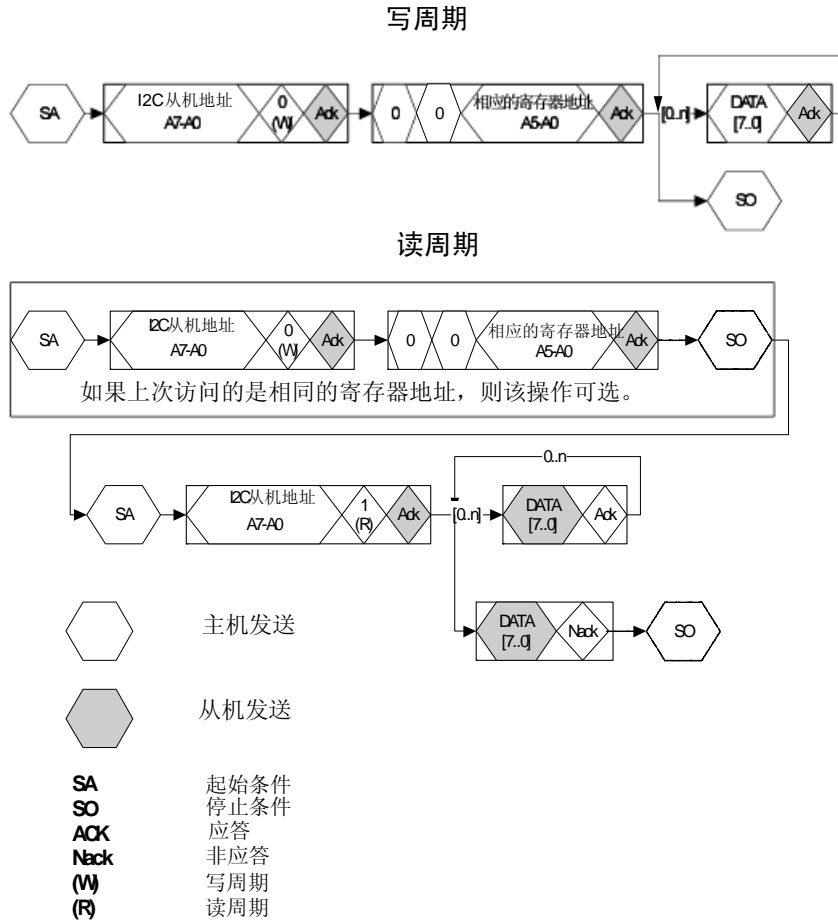 写周期
SA
I2C从机地址
A7-A0
0
(W)
Ack
0
0
相应的寄存器地址
A5-A0
Ack
[0..n]
DATA
[7..0]
Ack
SO
读周期
SA
I2C从机地址
A7-A0
0
(W)
Ack
0
0
相应的寄存器地址
A5-A0
Ack
SO
如果上次访问的是相同的寄存器地址，则该操作可选。
0..n
SA
I2C从机地址
A7-A0
1
(R)
Ack
[0..n]
DATA
[7..0]
Ack
DATA
[7..0]
Nack
SO
主机发送
从机发送
SA 起始条件
SO 停止条件
ACK 应答
Nack 非应答
(W) 写周期
(R) 读周期